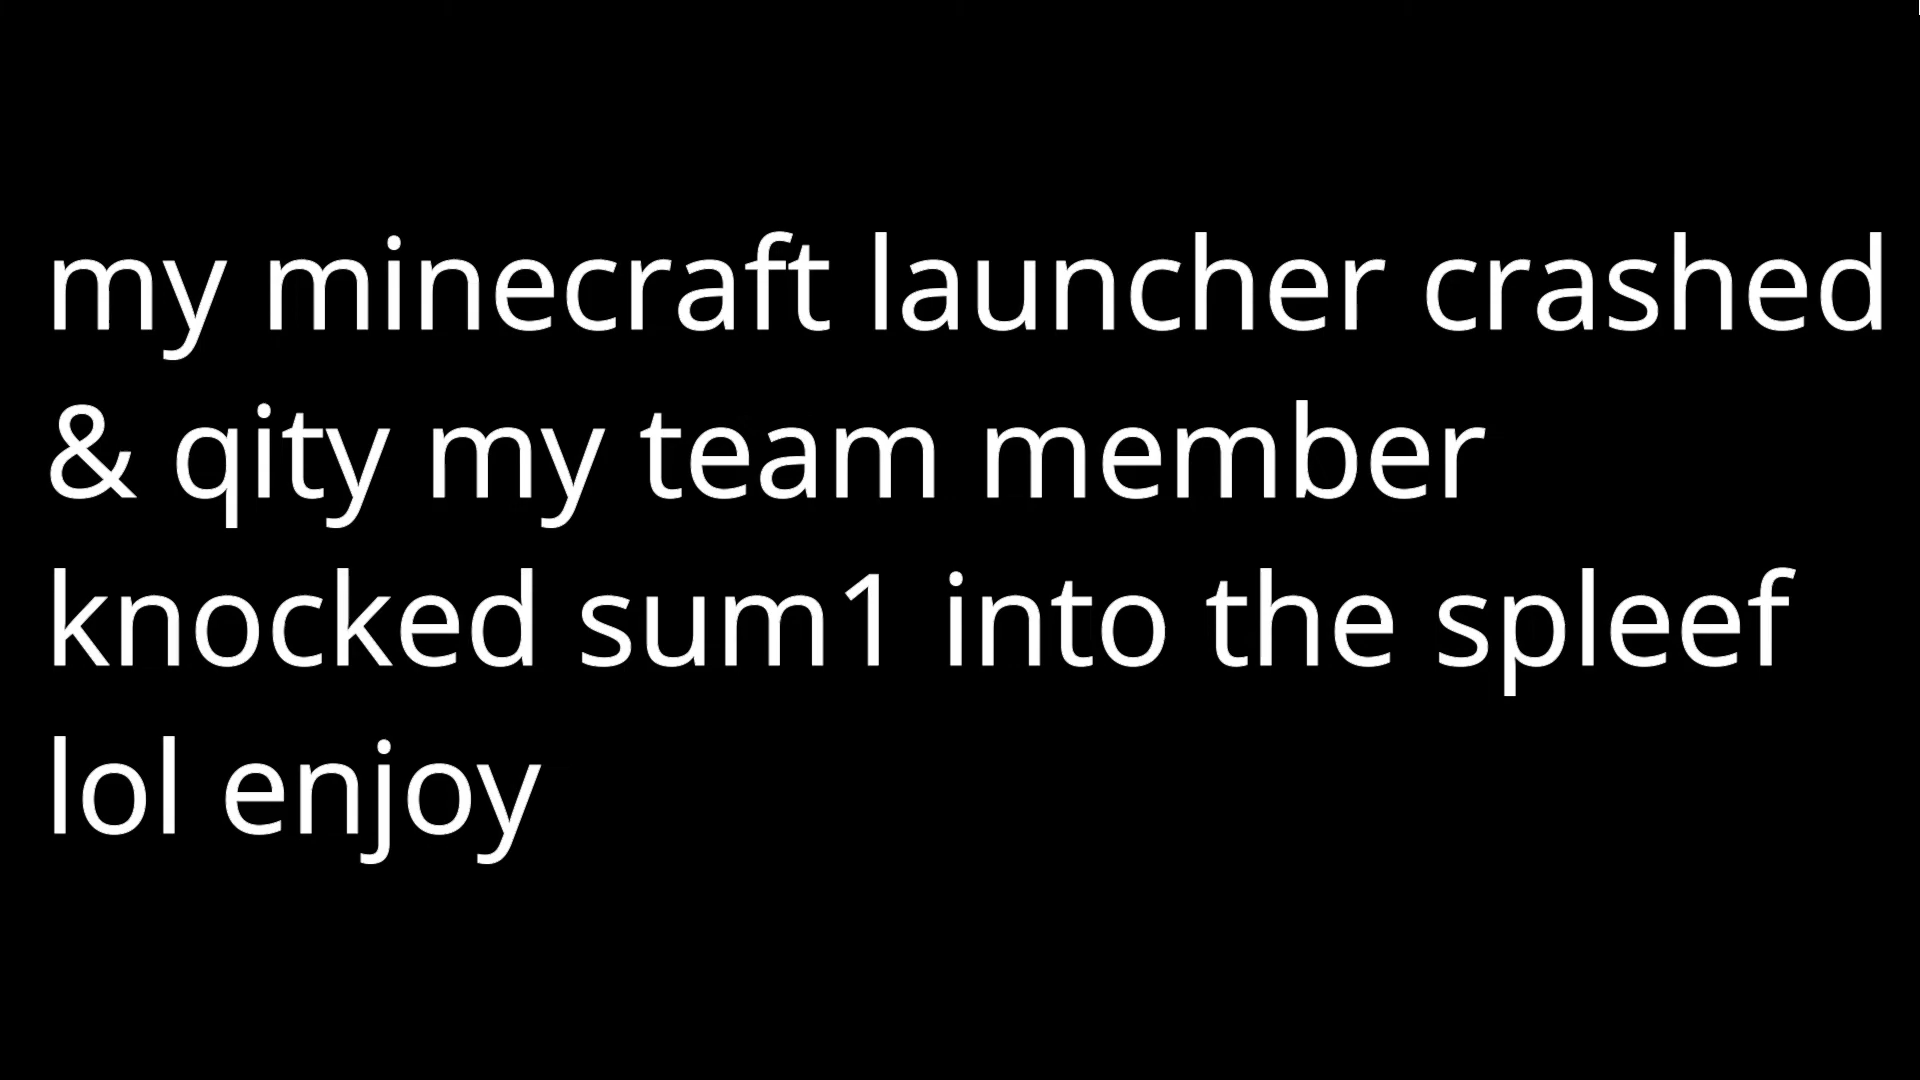 my minecraft launcher crashed
& qity my team member
knocked sum1 into the spleef
lol enjoy